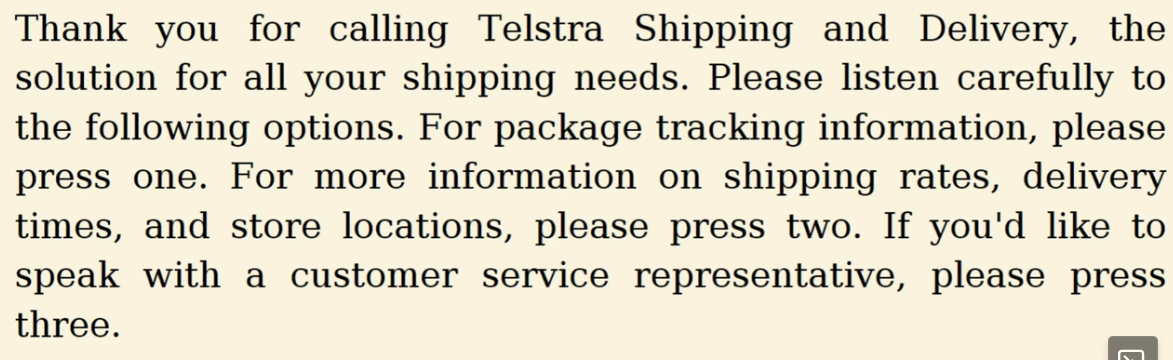 Thank you for calling Telstra Shipping and Delivery, the
solution for all your shipping needs. Please listen carefully to
the following options. For package tracking information, please
press one. For more information on shipping rates, delivery
times, and store locations, please press two. If you'd like to
speak with a customer service representative, please press
three.